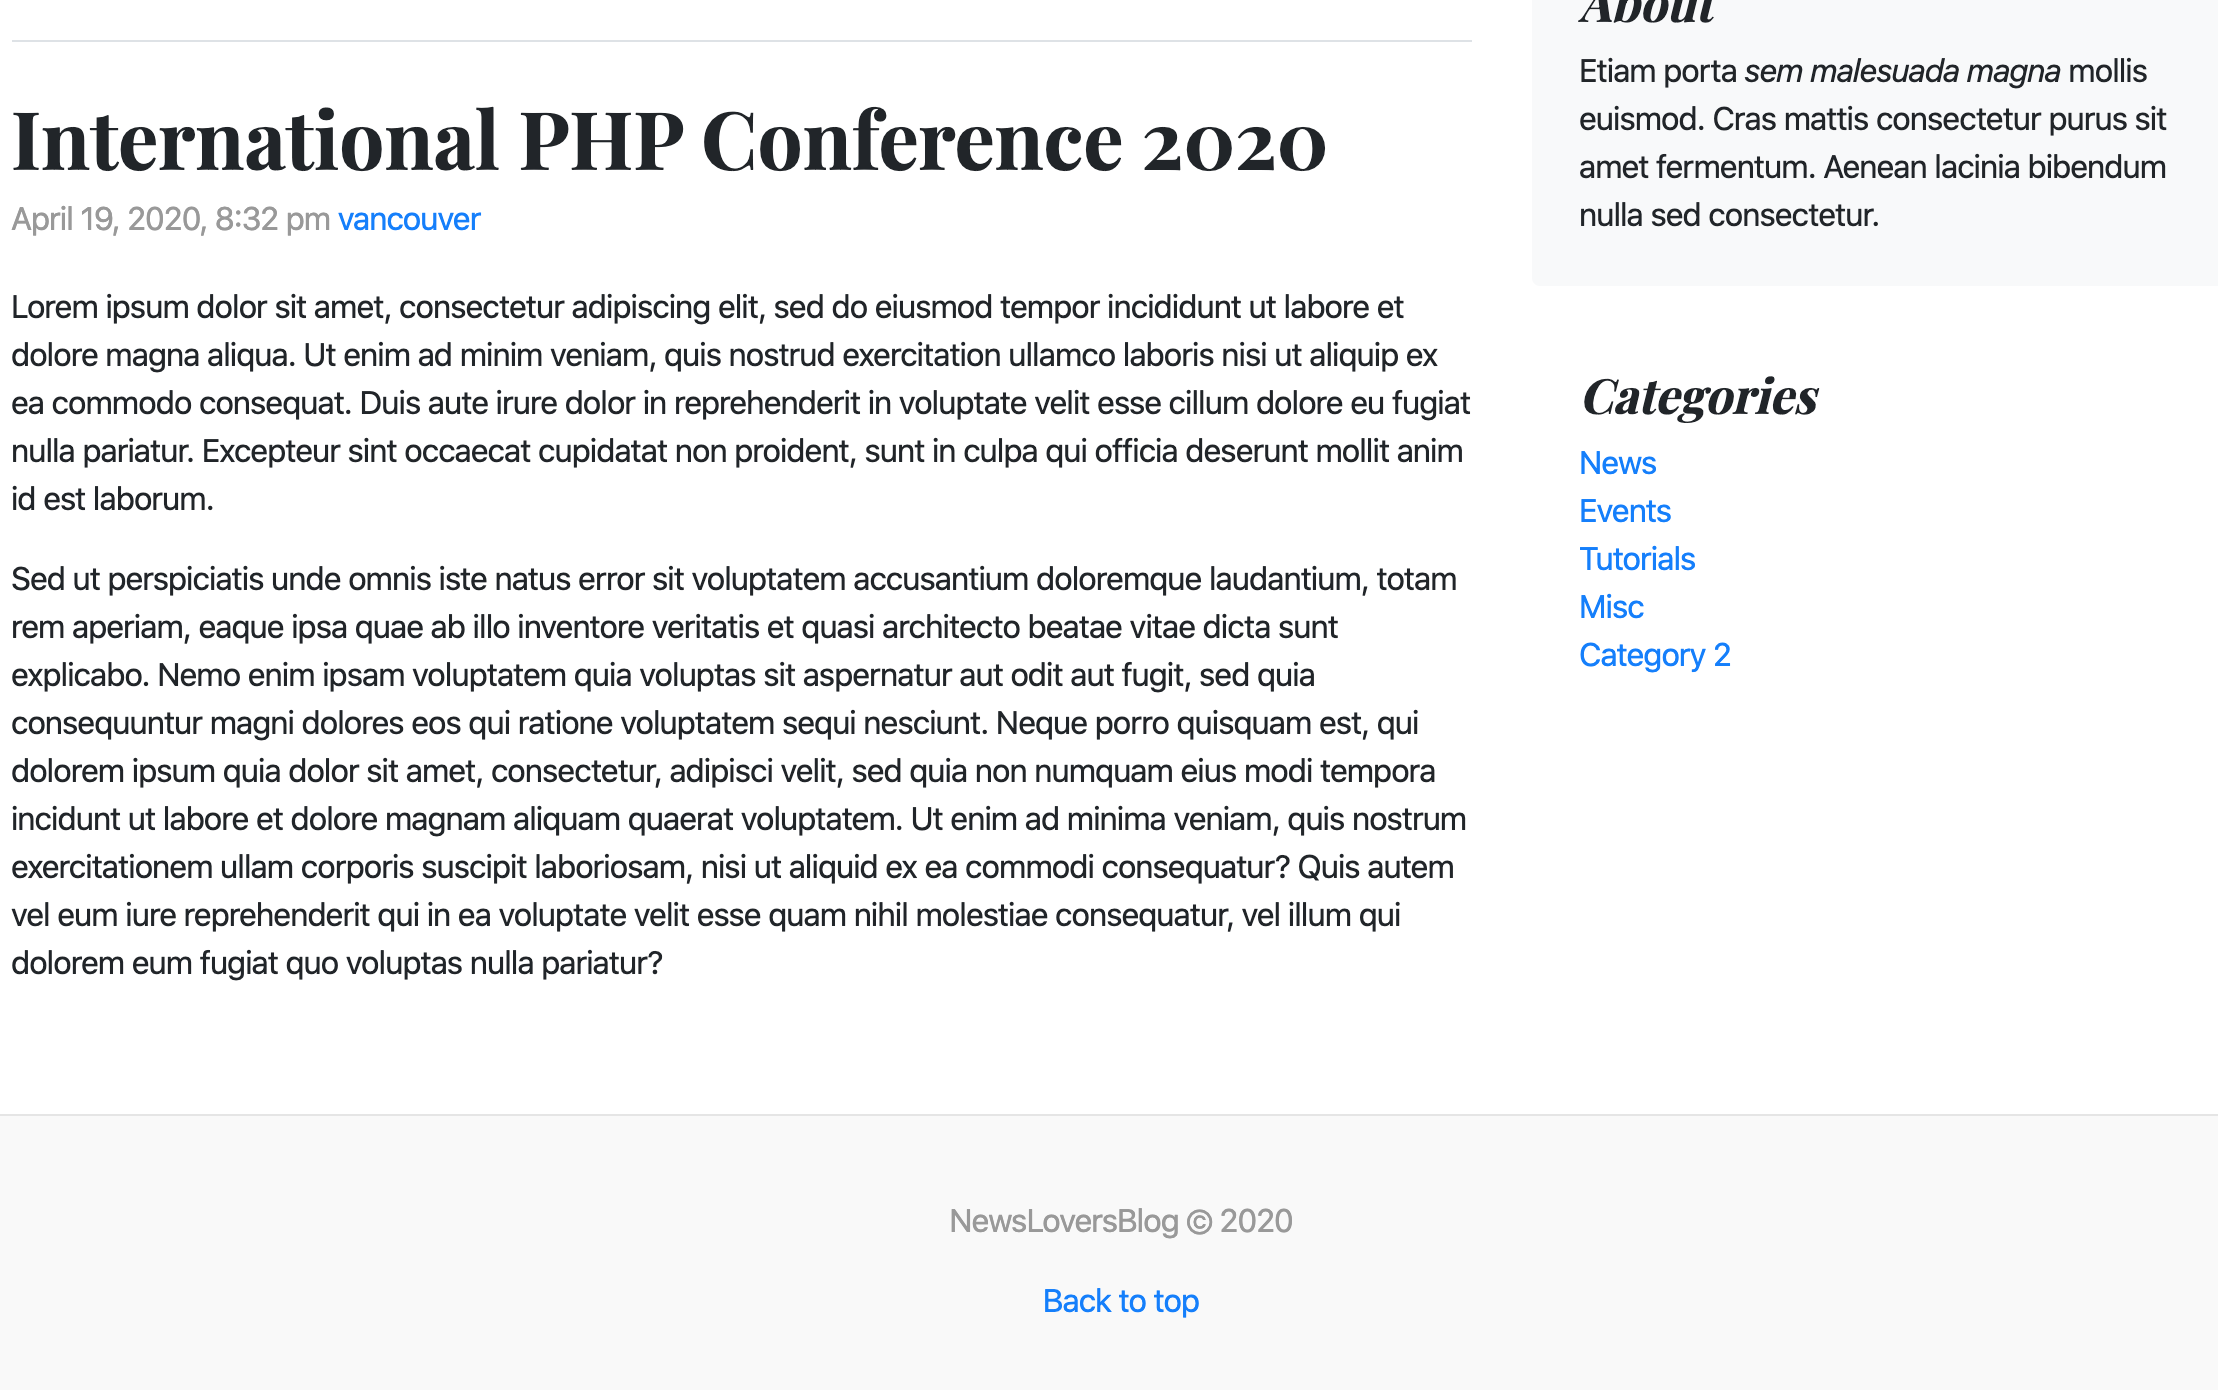 International PHP Conference 2020
April 19, 2020, 8:32 pm vancouver
Lorem ipsum dolor sit amet, consectetur adipiscing elit, sed do eiusmod tempor incididunt ut labore et
dolore magna aliqua. Ut enim ad minim veniam, quis nostrud exercitation ullamco laboris nisi ut aliquip ex
ea commodo consequat. Duis aute irure dolor in reprehenderit in voluptate velit esse cillum dolore eu fugiat
nulla pariatur. Excepteur sint occaecat cupidatat non proident, sunt in culpa qui officia deserunt mollit anim
id est laborum.
Sed ut perspiciatis unde omnis iste natus error sit voluptatem accusantium doloremque laudantium, totam
rem aperiam, eaque ipsa quae ab illo inventore veritatis et quasi architecto beatae vitae dicta sunt
explicabo. Nemo enim ipsam voluptatem quia voluptas sit aspernatur aut odit aut fugit, sed quia
consequuntur magni dolores eos qui ratione voluptatem sequi nesciunt. Neque porro quisquam est, qui
dolorem ipsum quia dolor sit amet, consectetur, adipisci velit, sed quia non numquam eius modi tempora
incidunt ut labore et dolore magnam aliquam quaerat voluptatem. Ut enim ad minima veniam, quis nostrum
exercitationem ullam corporis suscipit laboriosam, nisi ut aliquid ex ea commodi consequatur? Quis autem
vel eum iure reprehenderit qui in ea voluptate velit esse quam nihil molestiae consequatur, vel illum qui
dolorem eum fugiat quo voluptas nulla pariatur?
About
Etiam porta sem malesuada magna mollis
euismod. Cras mattis consectetur purus sit
amet fermentum. Aenean lacinia bibendum
nulla sed consectetur.
Categories
News
Events
Tutorials
Misc
Category 2
NewsLoversBlog © 2020
Back to top